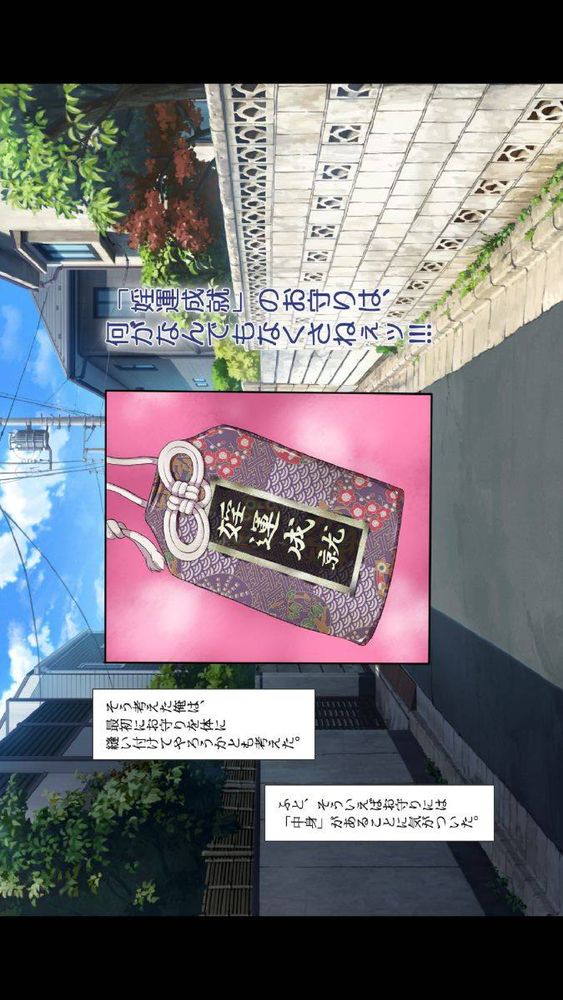 「婬運成就」のお守りは、
何がなんでもなくさねぇッ!!!
婬運成就
そう考えた俺は、
最初にお守りを体に
縫い付けてやろうかとも考えた。
ふと、そういえばお守りには
「中身」があることに気がついた。